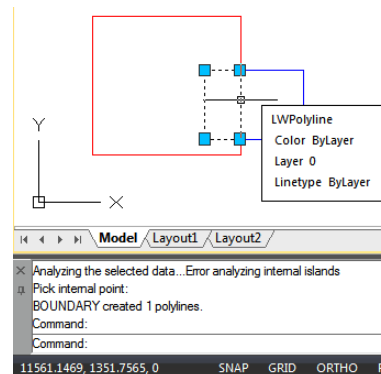 LWPolyline
Color ByLayer
Layer 0
Linetype ByLayer
Y
X
Model Layout1 Layout2
Analyzing the selected data...Error analyzing internal islands
Pick internal point:
BOUNDARY created 1 polylines.
Command:
Command:
11561.1469, 1351.7565, 0 SNAP GRID ORTHO